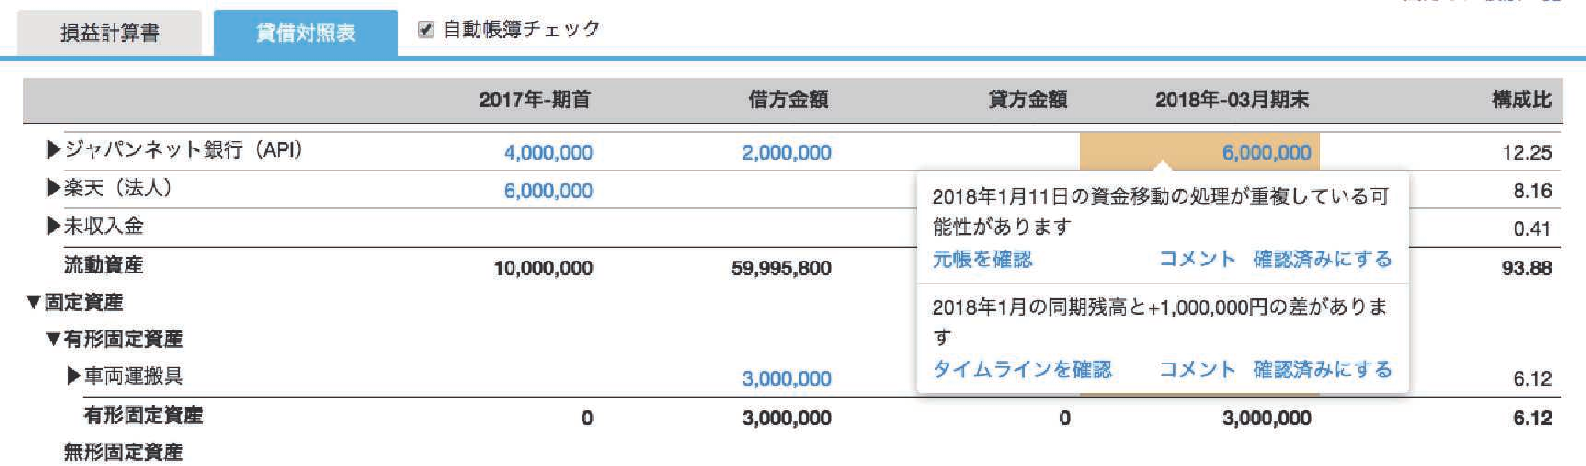 損益計算書 貸借対照表 自動帳簿チェック
2017年-期首 借方金額 貸方金額 2018年-03月期末 構成比
▶ジャパンネット銀行（API） 4,000,000 2,000,000 6,000,000 12.25
▶楽天（法人） 6,000,000 8.16
▶未収入金 0.41
流動資産 10,000,000 59,995,800 93.88
▼固定資産
▼有形固定資産
▶車両運搬具 3,000,000 6.12
有形固定資産 0 3,000,000 0 3,000,000 6.12
無形固定資産
2018年1月11日の資金移動の処理が重複している可
能性があります
元帳を確認 コメント 確認済みにする
2018年1月の同期残高と+1,000,000円の差がありま
す
タイムラインを確認 コメント 確認済みにする